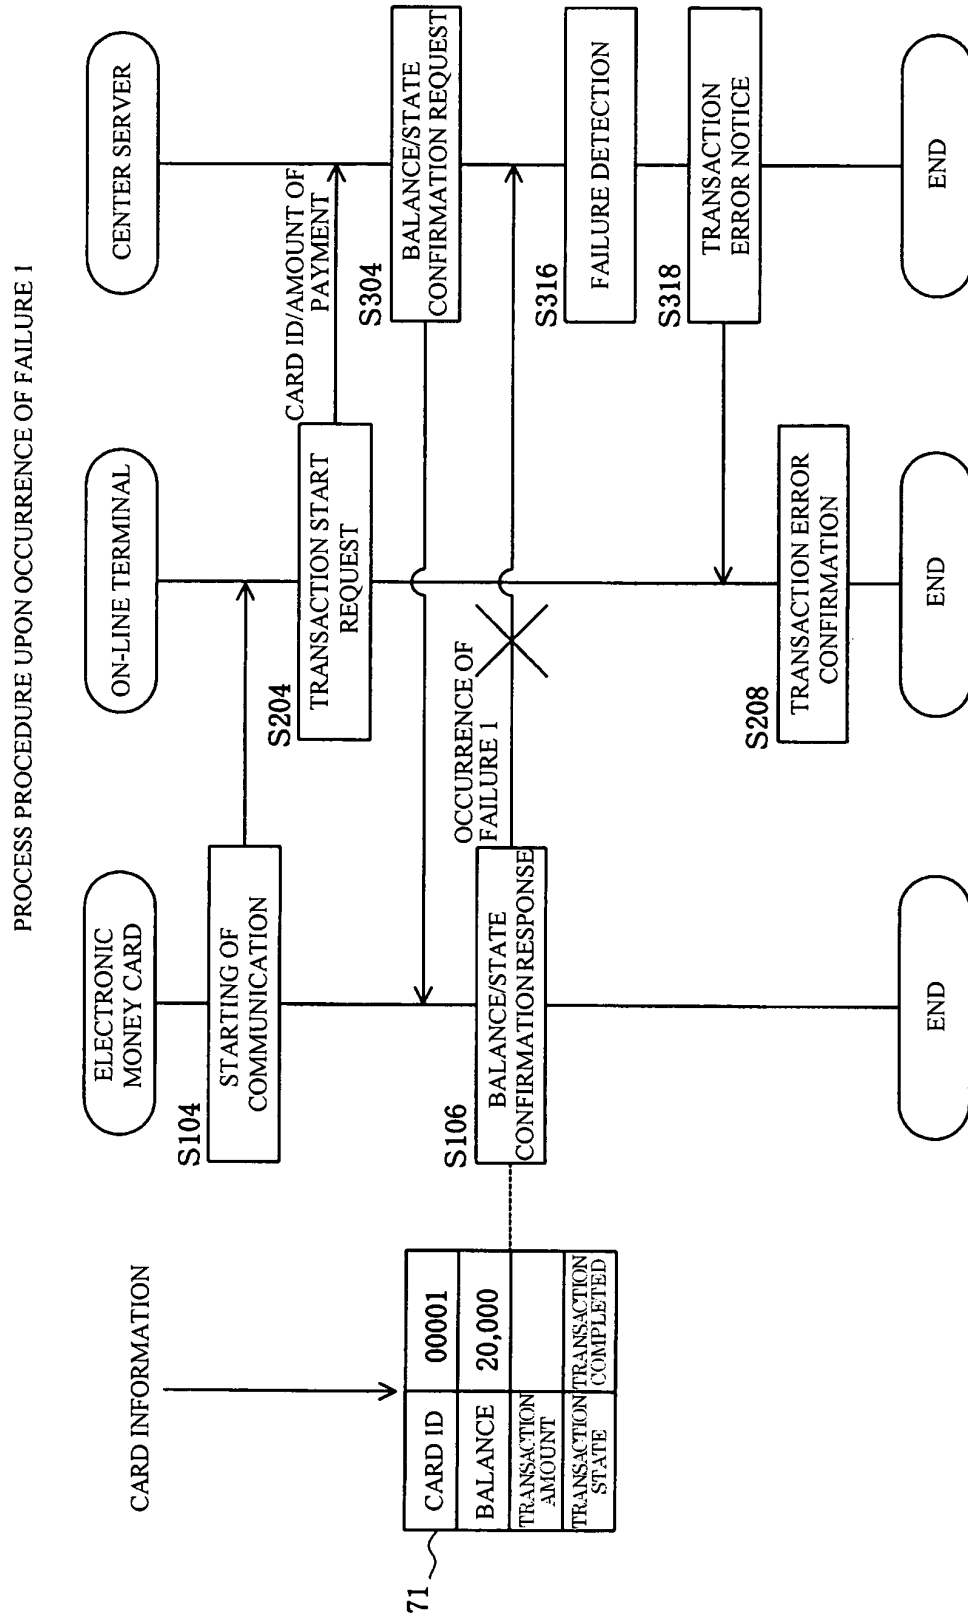 PROCESS PROCEDURE UPON OCCURRENCE OF FAILURE 1
CARD INFORMATION
71
CARD ID
00001
BALANCE
20,000
TRANSACTION
AMOUNT
TRANSACTION
STATE
TRANSACTION
COMPLETED
ELECTRONIC
MONEY CARD
S104
STARTING OF
COMMUNICATION
S106
BALANCE/STATE
CONFIRMATION RESPONSE
END
OCCURRENCE OF
FAILURE 1
ON-LINE TERMINAL
S204
TRANSACTION START
REQUEST
S208
TRANSACTION ERROR
CONFIRMATION
END
CARD ID/AMOUNT OF
PAYMENT
CENTER SERVER
S304
BALANCE/STATE
CONFIRMATION REQUEST
S316
FAILURE DETECTION
S318
TRANSACTION
ERROR NOTICE
END